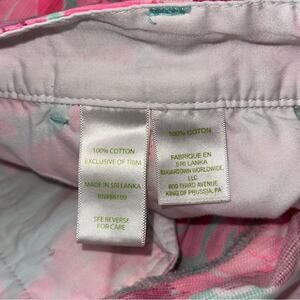 100% COTTON
EXCLUSIVE OF TRIM
MADE IN SRI LANKA
SEE REVERSE
FOR CARE
100% COTON
FABRIQUE EN
SRI LANKA
SUGARTOWN WORLDWIDE,
LLC
800 THIRD AVENUE
KING OF PRUSSIA, PA